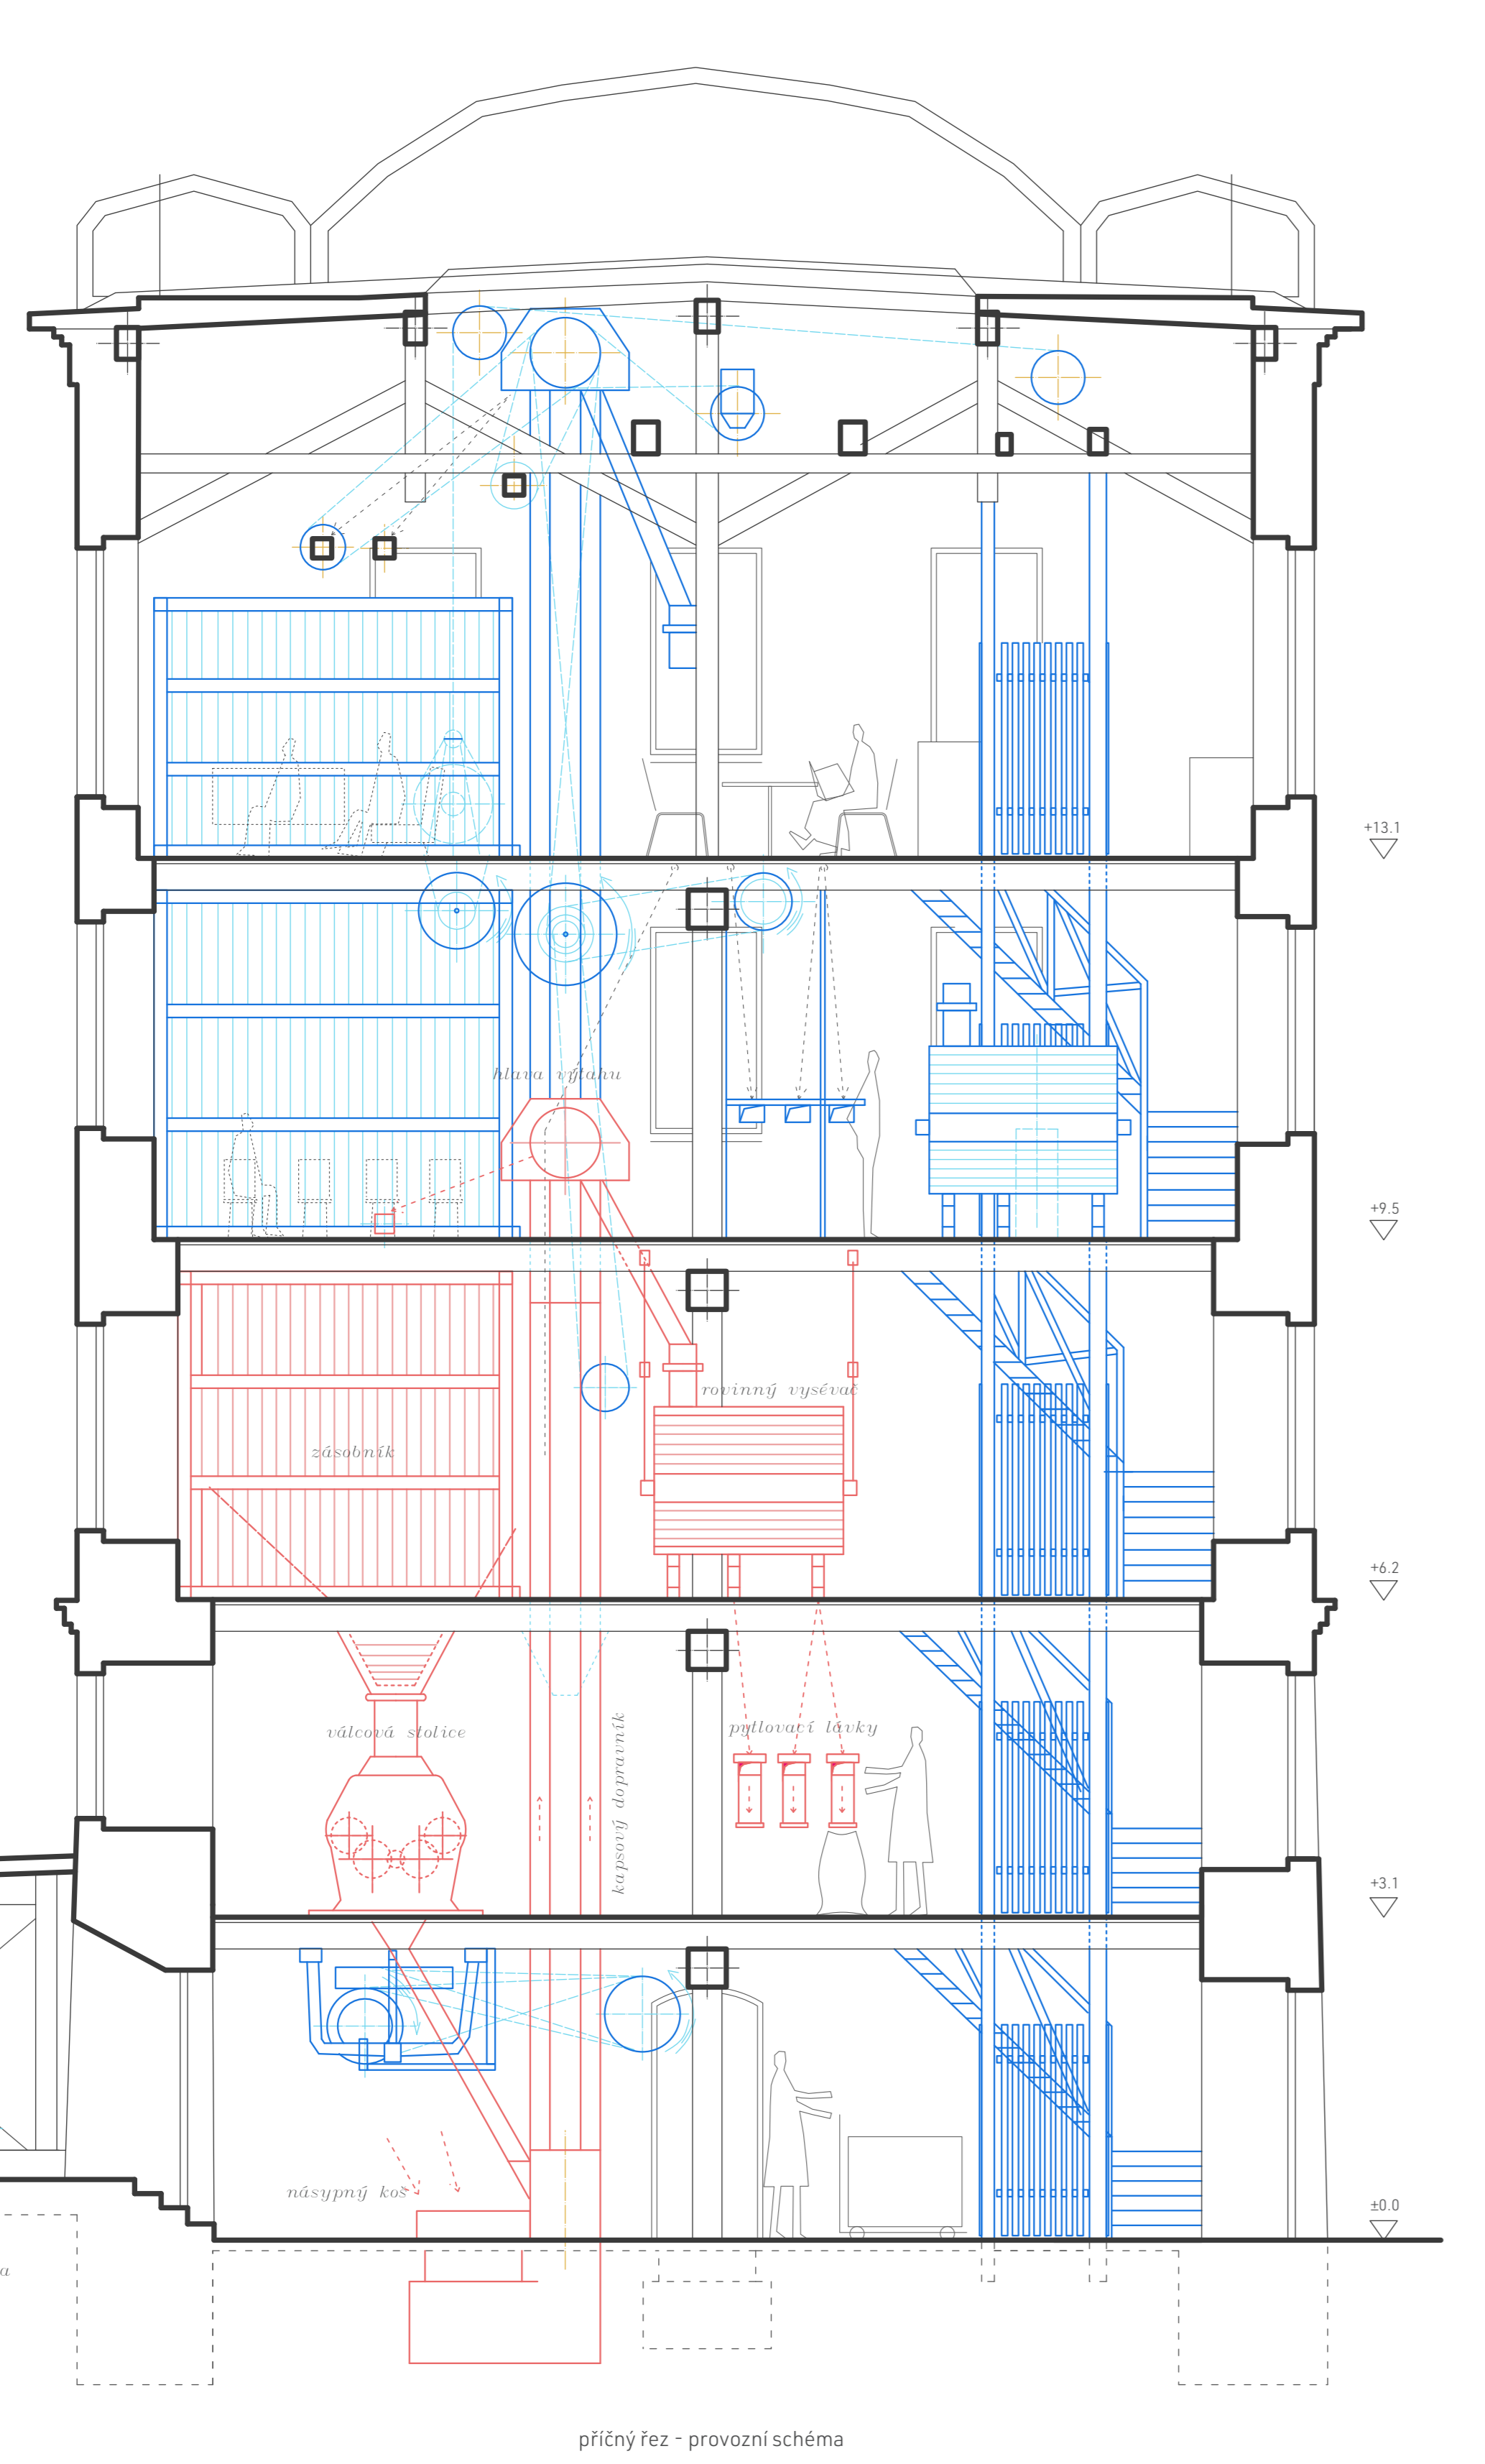 +13.1
hlava výtahu
+9.5
rovinný vysévač
zásobník
+6.2
kapsový dopravník
pytlovací lávky
válcová stolice
+3.1
násypný koš
±0.0
a
příčný řez - provozní schéma